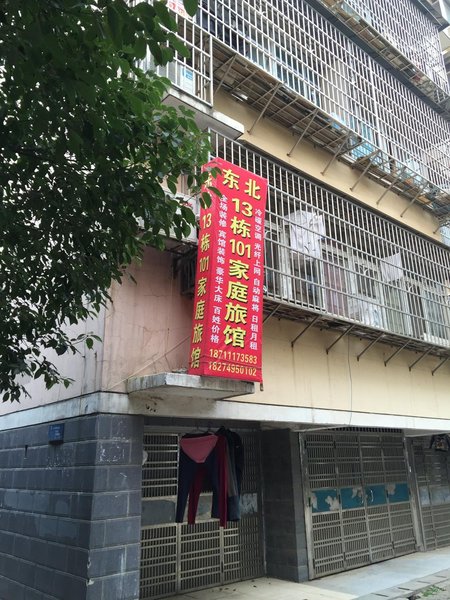 东北
13栋101家庭旅馆
冷暖空调 光纤上网 自动麻将 日租月租
全场装修 宾馆装饰 豪华大床 百姓价格
18711173583
18274950102
13栋101家庭旅馆